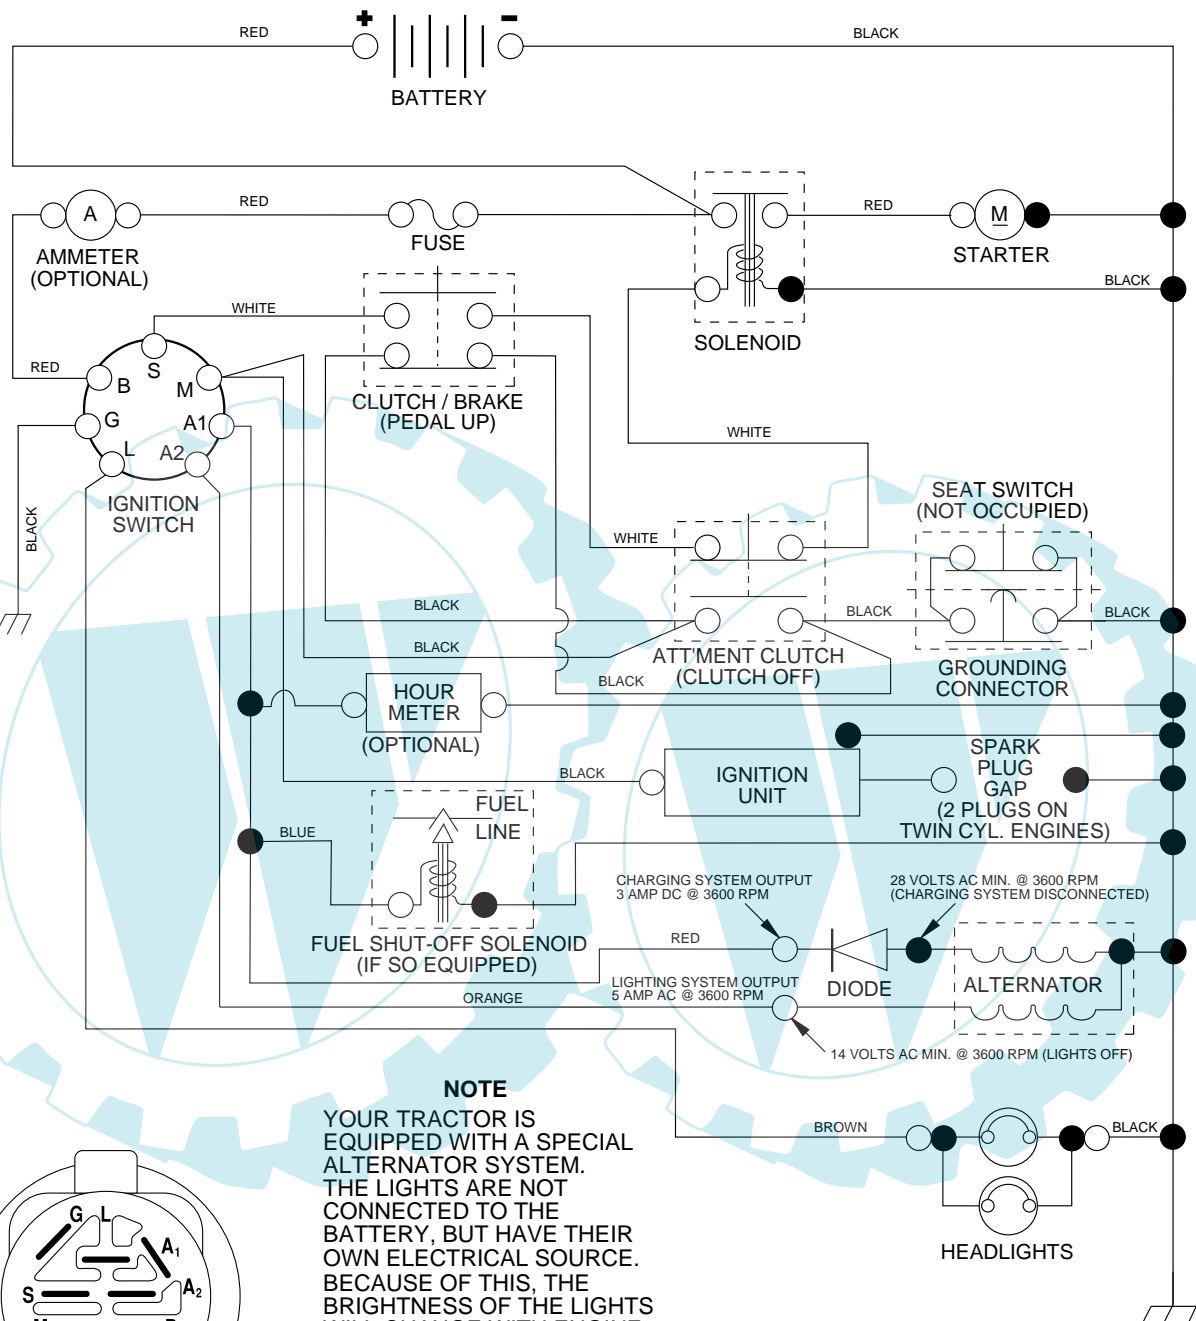 + -
RED
BLACK
BATTERY
A
RED
AMMETER
(OPTIONAL)
FUSE
RED
M
STARTER
BLACK
SOLENOID
WHITE
RED
S
B
M
G
A1
L
A2
IGNITION
SWITCH
BLACK
CLUTCH / BRAKE
(PEDAL UP)
WHITE
WHITE
SEAT SWITCH
(NOT OCCUPIED)
BLACK
BLACK
BLACK
BLACK
BLACK
ATT'MENT CLUTCH
(CLUTCH OFF)
GROUNDING
CONNECTOR
HOUR
METER
(OPTIONAL)
BLACK
IGNITION
UNIT
SPARK
PLUG
GAP
(2 PLUGS ON
TWIN CYL. ENGINES)
BLUE
FUEL
LINE
FUEL SHUT-OFF SOLENOID
(IF SO EQUIPPED)
CHARGING SYSTEM OUTPUT
3 AMP DC @ 3600 RPM
28 VOLTS AC MIN. @ 3600 RPM
(CHARGING SYSTEM DISCONNECTED)
RED
DIODE
ALTERNATOR
LIGHTING SYSTEM OUTPUT
5 AMP AC @ 3600 RPM
ORANGE
14 VOLTS AC MIN. @ 3600 RPM (LIGHTS OFF)
BROWN
BLACK
HEADLIGHTS
NOTE
YOUR TRACTOR IS
EQUIPPED WITH A SPECIAL
ALTERNATOR SYSTEM.
THE LIGHTS ARE NOT
CONNECTED TO THE
BATTERY, BUT HAVE THEIR
OWN ELECTRICAL SOURCE.
BECAUSE OF THIS, THE
BRIGHTNESS OF THE LIGHTS
WILL CHANGE WITH ENGINE
G L
A1
A2
S